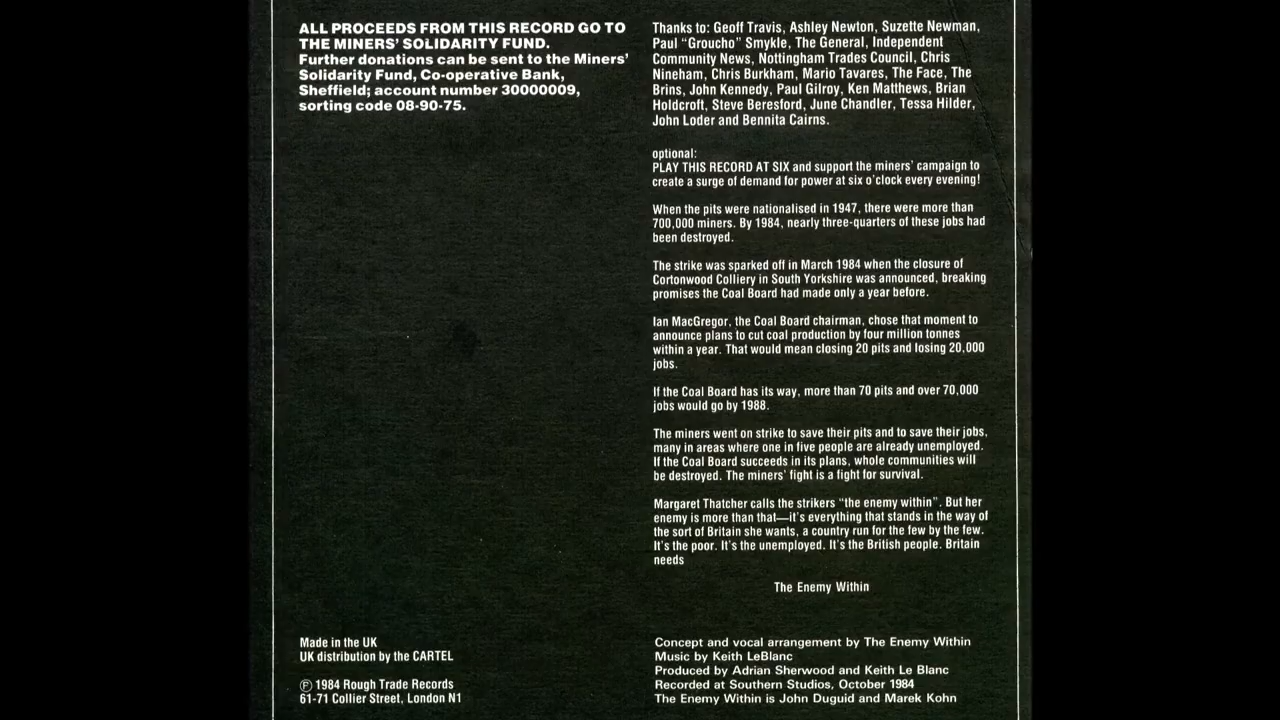 ALL PROCEEDS FROM THIS RECORD GO TO
THE MINERS' SOLIDARITY FUND.
Further donations can be sent to the Miners'
Solidarity Fund, Co-operative Bank,
Sheffield; account number 30000009,
sorting code 08-90-75.
Thanks to: Geoff Travis, Ashley Newton, Suzette Newman,
Paul “Groucho” Smykle, The General, Independent
Community News, Nottingham Trades Council, Chris
Nineham, Chris Burkham, Mario Tavares, The Face, The
Brins, John Kennedy, Paul Gilroy, Ken Matthews, Brian
Holdcroft, Steve Beresford, June Chandler, Tessa Hilder,
John Loder and Bennita Cairns.
optional:
PLAY THIS RECORD AT SIX and support the miners' campaign to
create a surge of demand for power at six o'clock every evening!
When the pits were nationalised in 1947, there were more than
700,000 miners. By 1984, nearly three-quarters of these jobs had
been destroyed.
The strike was sparked off in March 1984 when the closure of
Cortonwood Colliery in South Yorkshire was announced, breaking
promises the Coal Board had made only a year before.
Ian MacGregor, the Coal Board chairman, chose that moment to
announce plans to cut coal production by four million tonnes
within a year. That would mean closing 20 pits and losing 20,000
jobs.
If the Coal Board has its way, more than 70 pits and over 70,000
jobs would go by 1988.
The miners went on strike to save their pits and to save their jobs,
many in areas where one in five people are already unemployed.
If the Coal Board succeeds in its plans, whole communities will
be destroyed. The miners' fight is a fight for survival.
Margaret Thatcher calls the strikers “the enemy within”. But her
enemy is more than that—it's everything that stands in the way of
the sort of Britain she wants, a country run for the few by the few.
It's the poor. It's the unemployed. It's the British people. Britain
needs
The Enemy Within
Made in the UK
UK distribution by the CARTEL
℗ 1984 Rough Trade Records
61-71 Collier Street, London N1
Concept and vocal arrangement by The Enemy Within
Music by Keith LeBlanc
Produced by Adrian Sherwood and Keith Le Blanc
Recorded at Southern Studios, October 1984
The Enemy Within is John Duguid and Marek Kohn